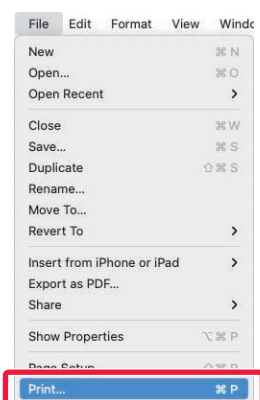 File Edit Format View Windo
New ⌘ N
Open... ⌘ O
Open Recent >
Close ⌘ W
Save... ⌘ S
Duplicate ⇧ ⌘ S
Rename...
Move To...
Revert To >
Insert from iPhone or iPad >
Export as PDF...
Share >
Show Properties ⌥ ⌘ P
Page Setup ⇧ ⌘ P
Print... ⌘ P